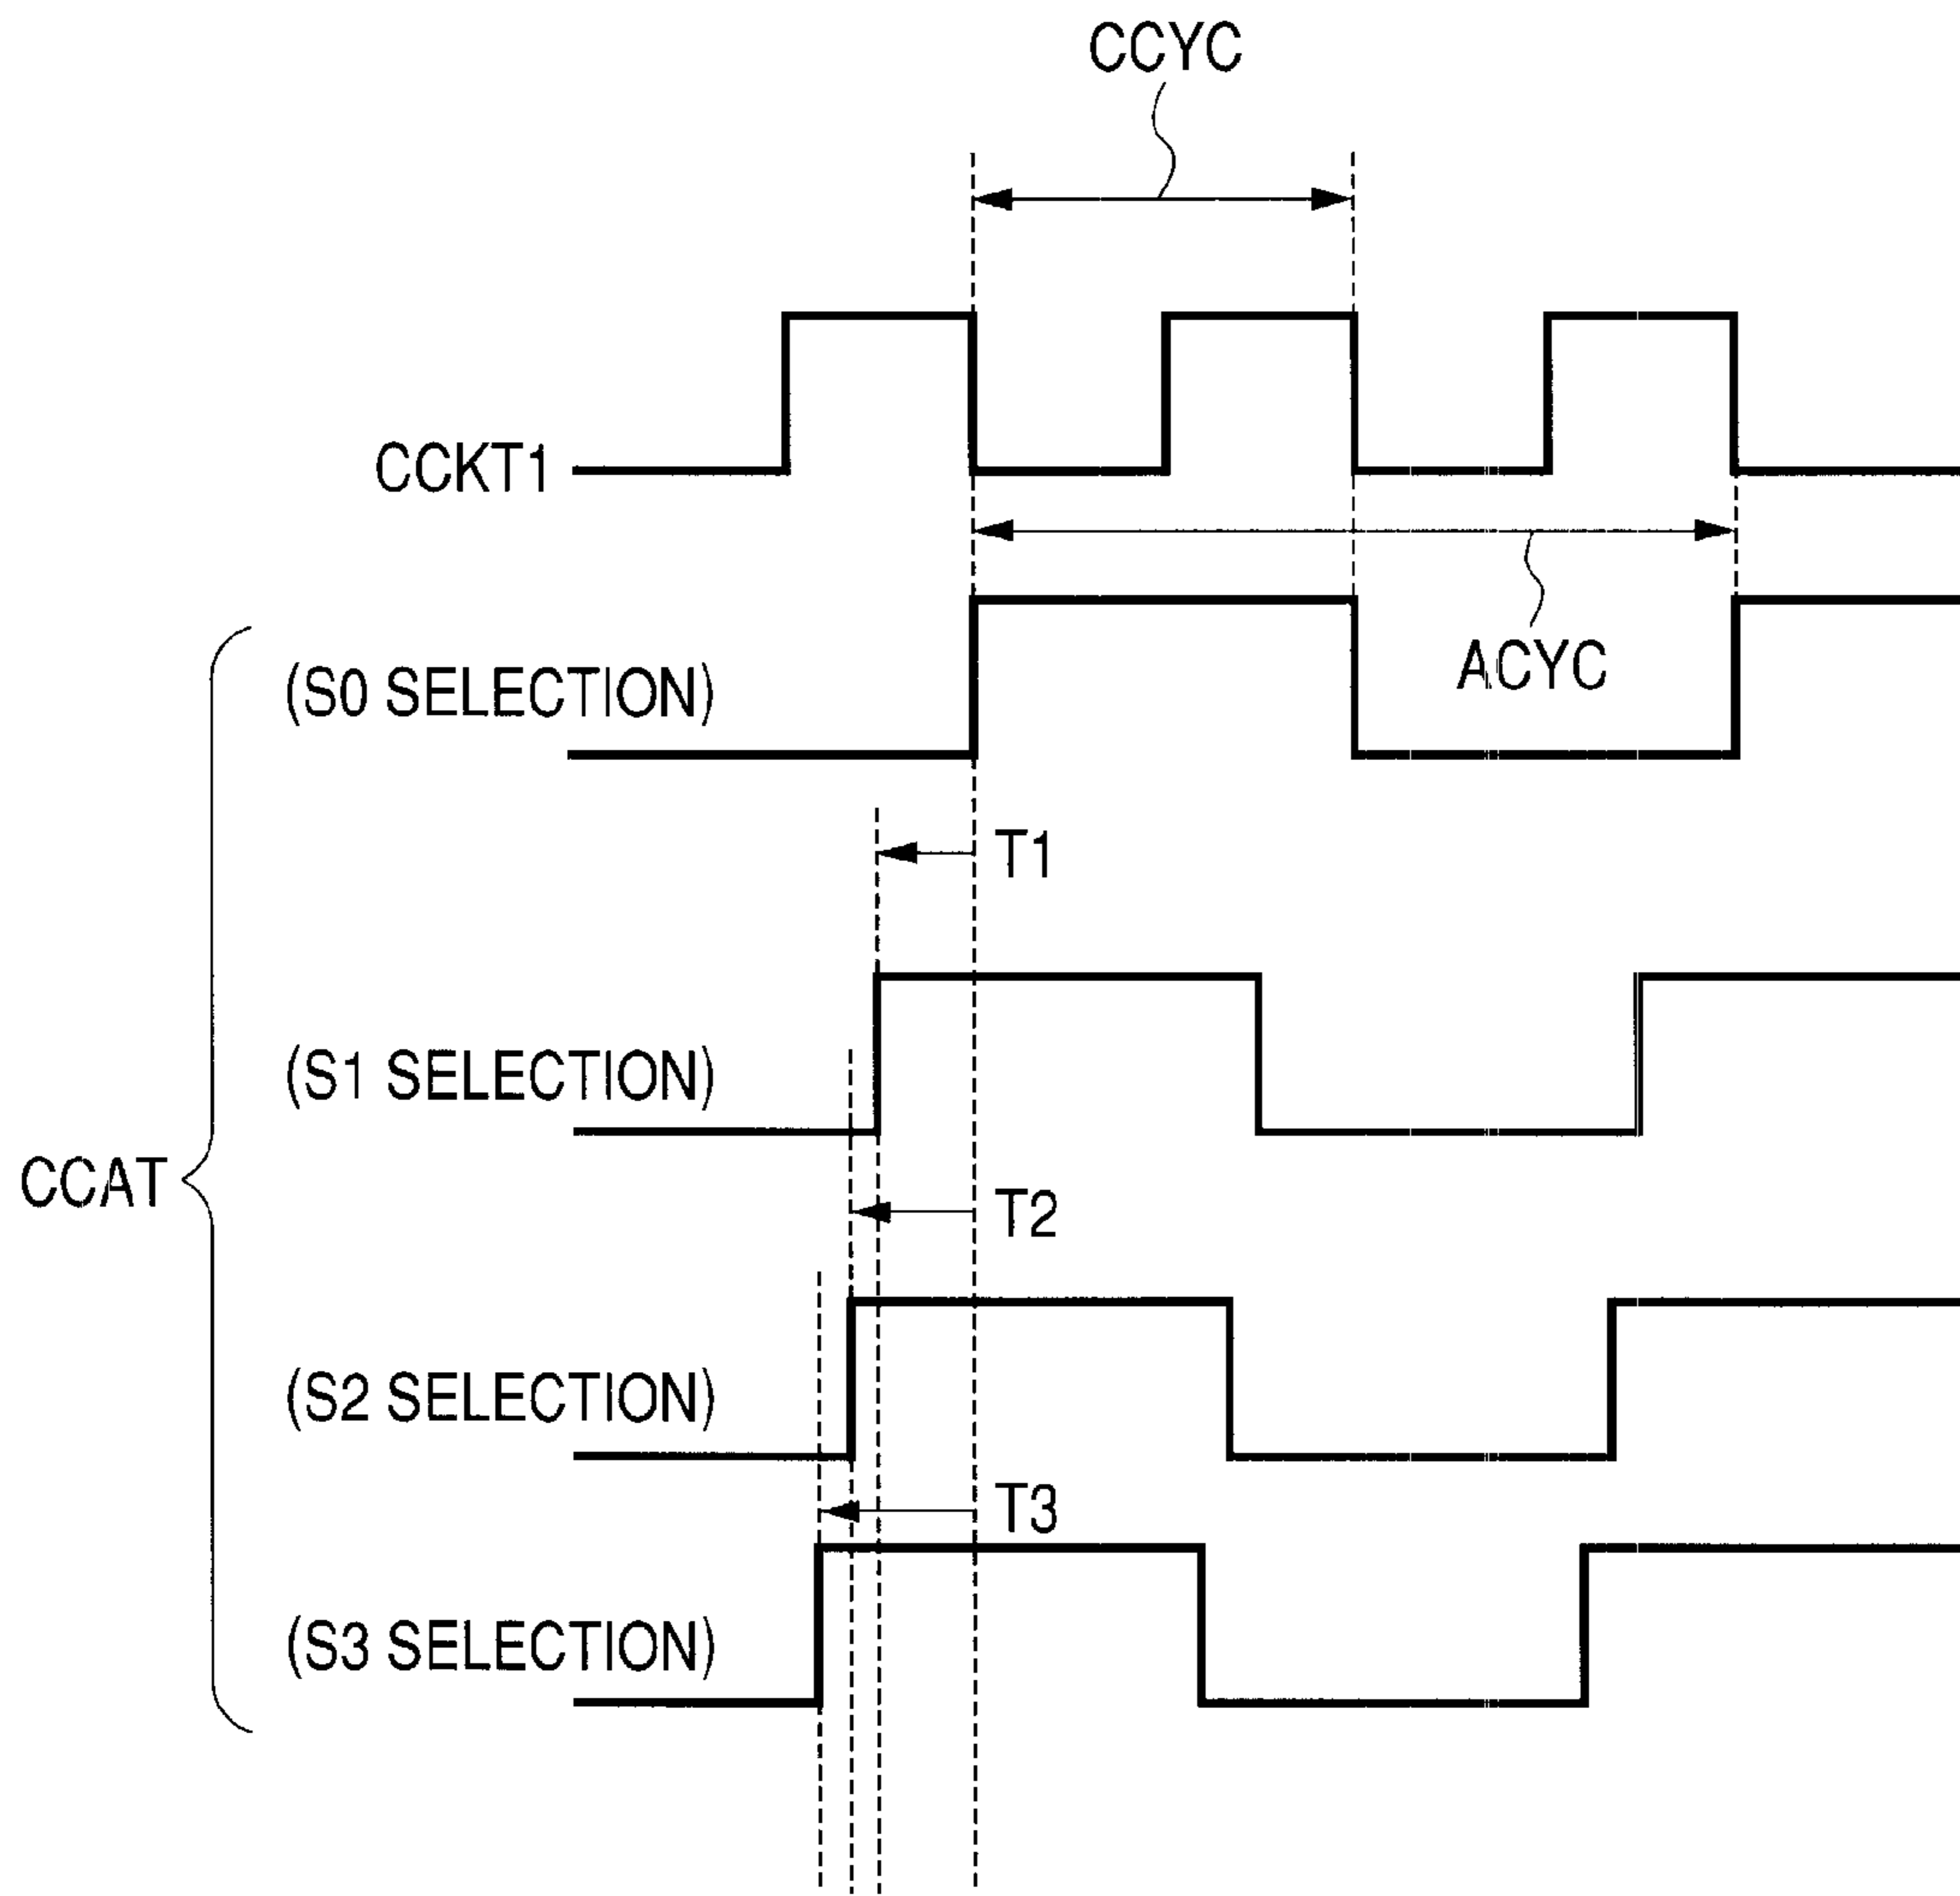 CCYC
CCKT1
ACYC
(S0 SELECTION)
T1
(S1 SELECTION)
CCAT
T2
(S2 SELECTION)
T3
(S3 SELECTION)